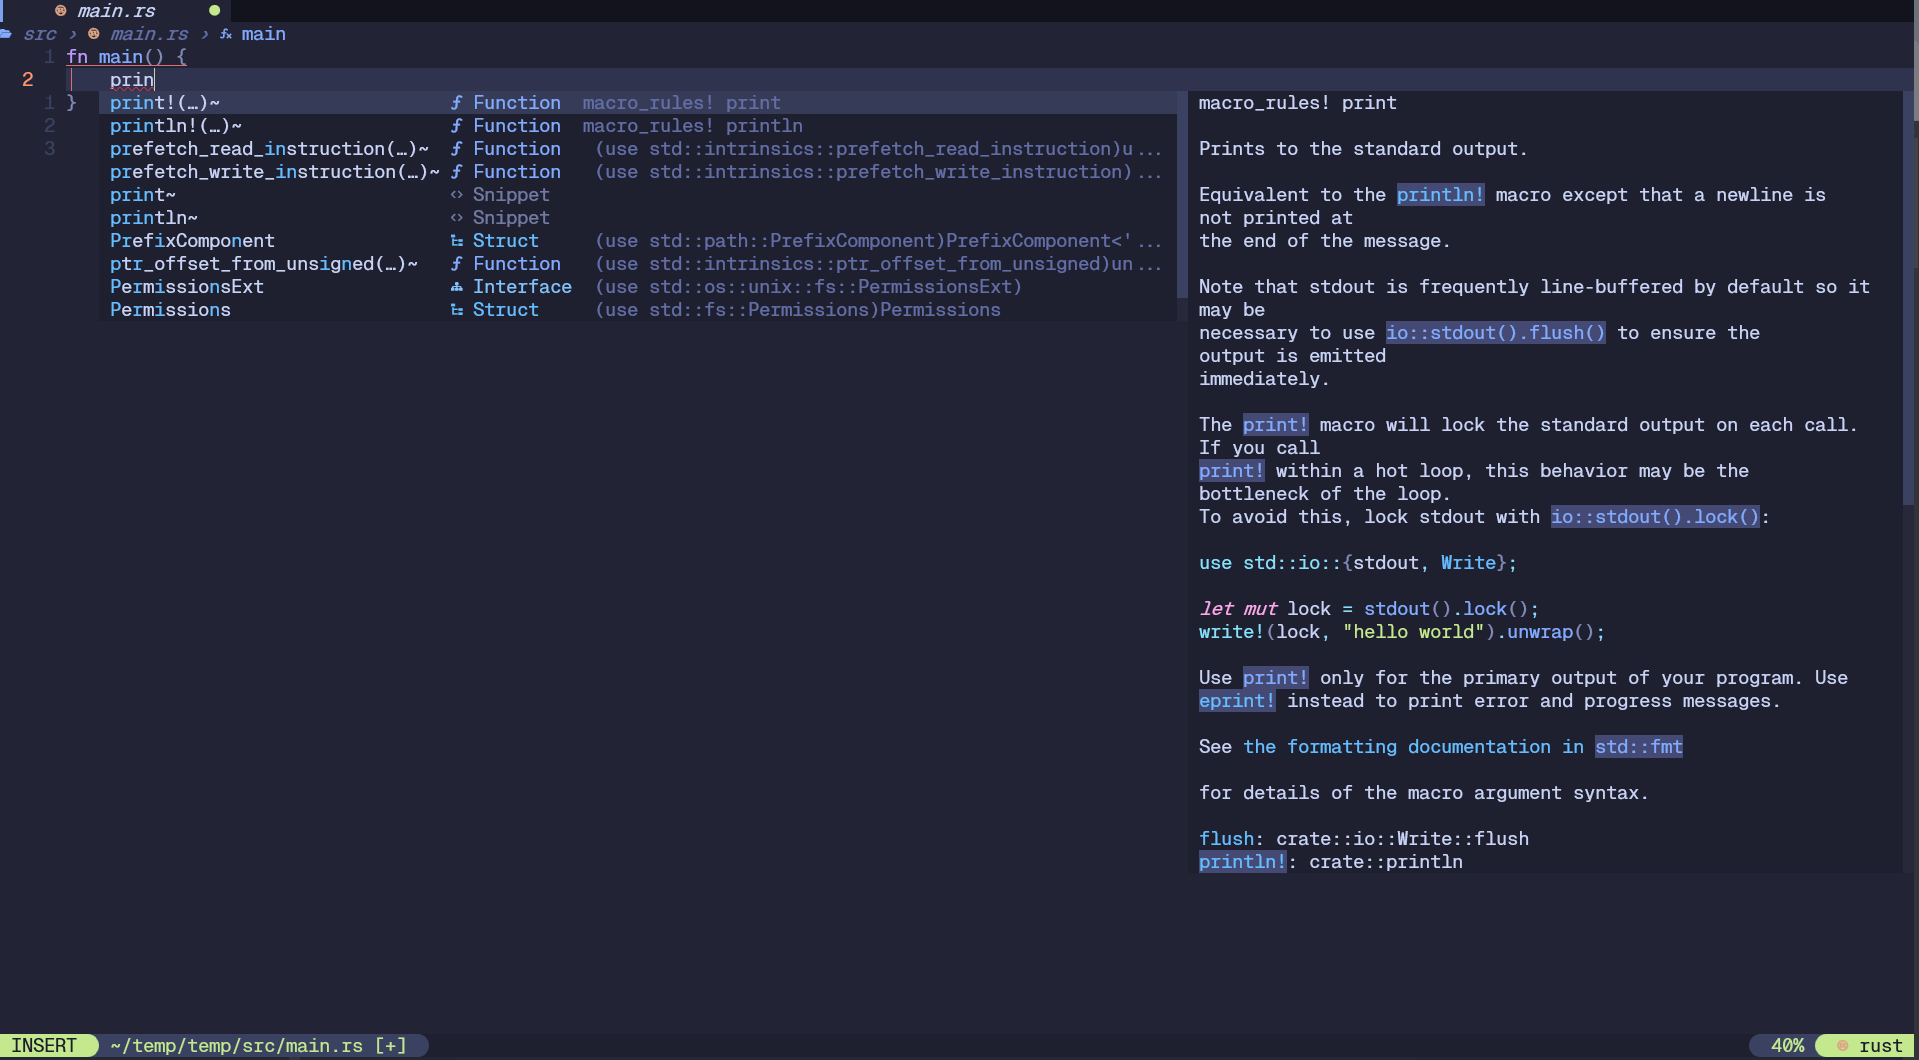 main.rs
src › main.rs › main
1 fn main() {
2 prin
1 }
2
3
print!(…)~ Function macro_rules! print
println!(…)~ Function macro_rules! println
prefetch_read_instruction(…)~ Function (use std::intrinsics::prefetch_read_instruction)u...
prefetch_write_instruction(…)~ Function (use std::intrinsics::prefetch_write_instruction)...
print~ Snippet
println~ Snippet
PrefixComponent Struct (use std::path::PrefixComponent)PrefixComponent<'...
ptr_offset_from_unsigned(…)~ Function (use std::intrinsics::ptr_offset_from_unsigned)un...
PermissionsExt Interface (use std::os::unix::fs::PermissionsExt)
Permissions Struct (use std::fs::Permissions)Permissions
macro_rules! print
Prints to the standard output.
Equivalent to the println! macro except that a newline is
not printed at
the end of the message.
Note that stdout is frequently line-buffered by default so it
may be
necessary to use io::stdout().flush() to ensure the
output is emitted
immediately.
The print! macro will lock the standard output on each call.
If you call
print! within a hot loop, this behavior may be the
bottleneck of the loop.
To avoid this, lock stdout with io::stdout().lock():
use std::io::{stdout, Write};
let mut lock = stdout().lock();
write!(lock, "hello world").unwrap();
Use print! only for the primary output of your program. Use
eprint! instead to print error and progress messages.
See the formatting documentation in std::fmt
for details of the macro argument syntax.
flush: crate::io::Write::flush
println!: crate::println
INSERT ~/temp/temp/src/main.rs [+] 40% rust